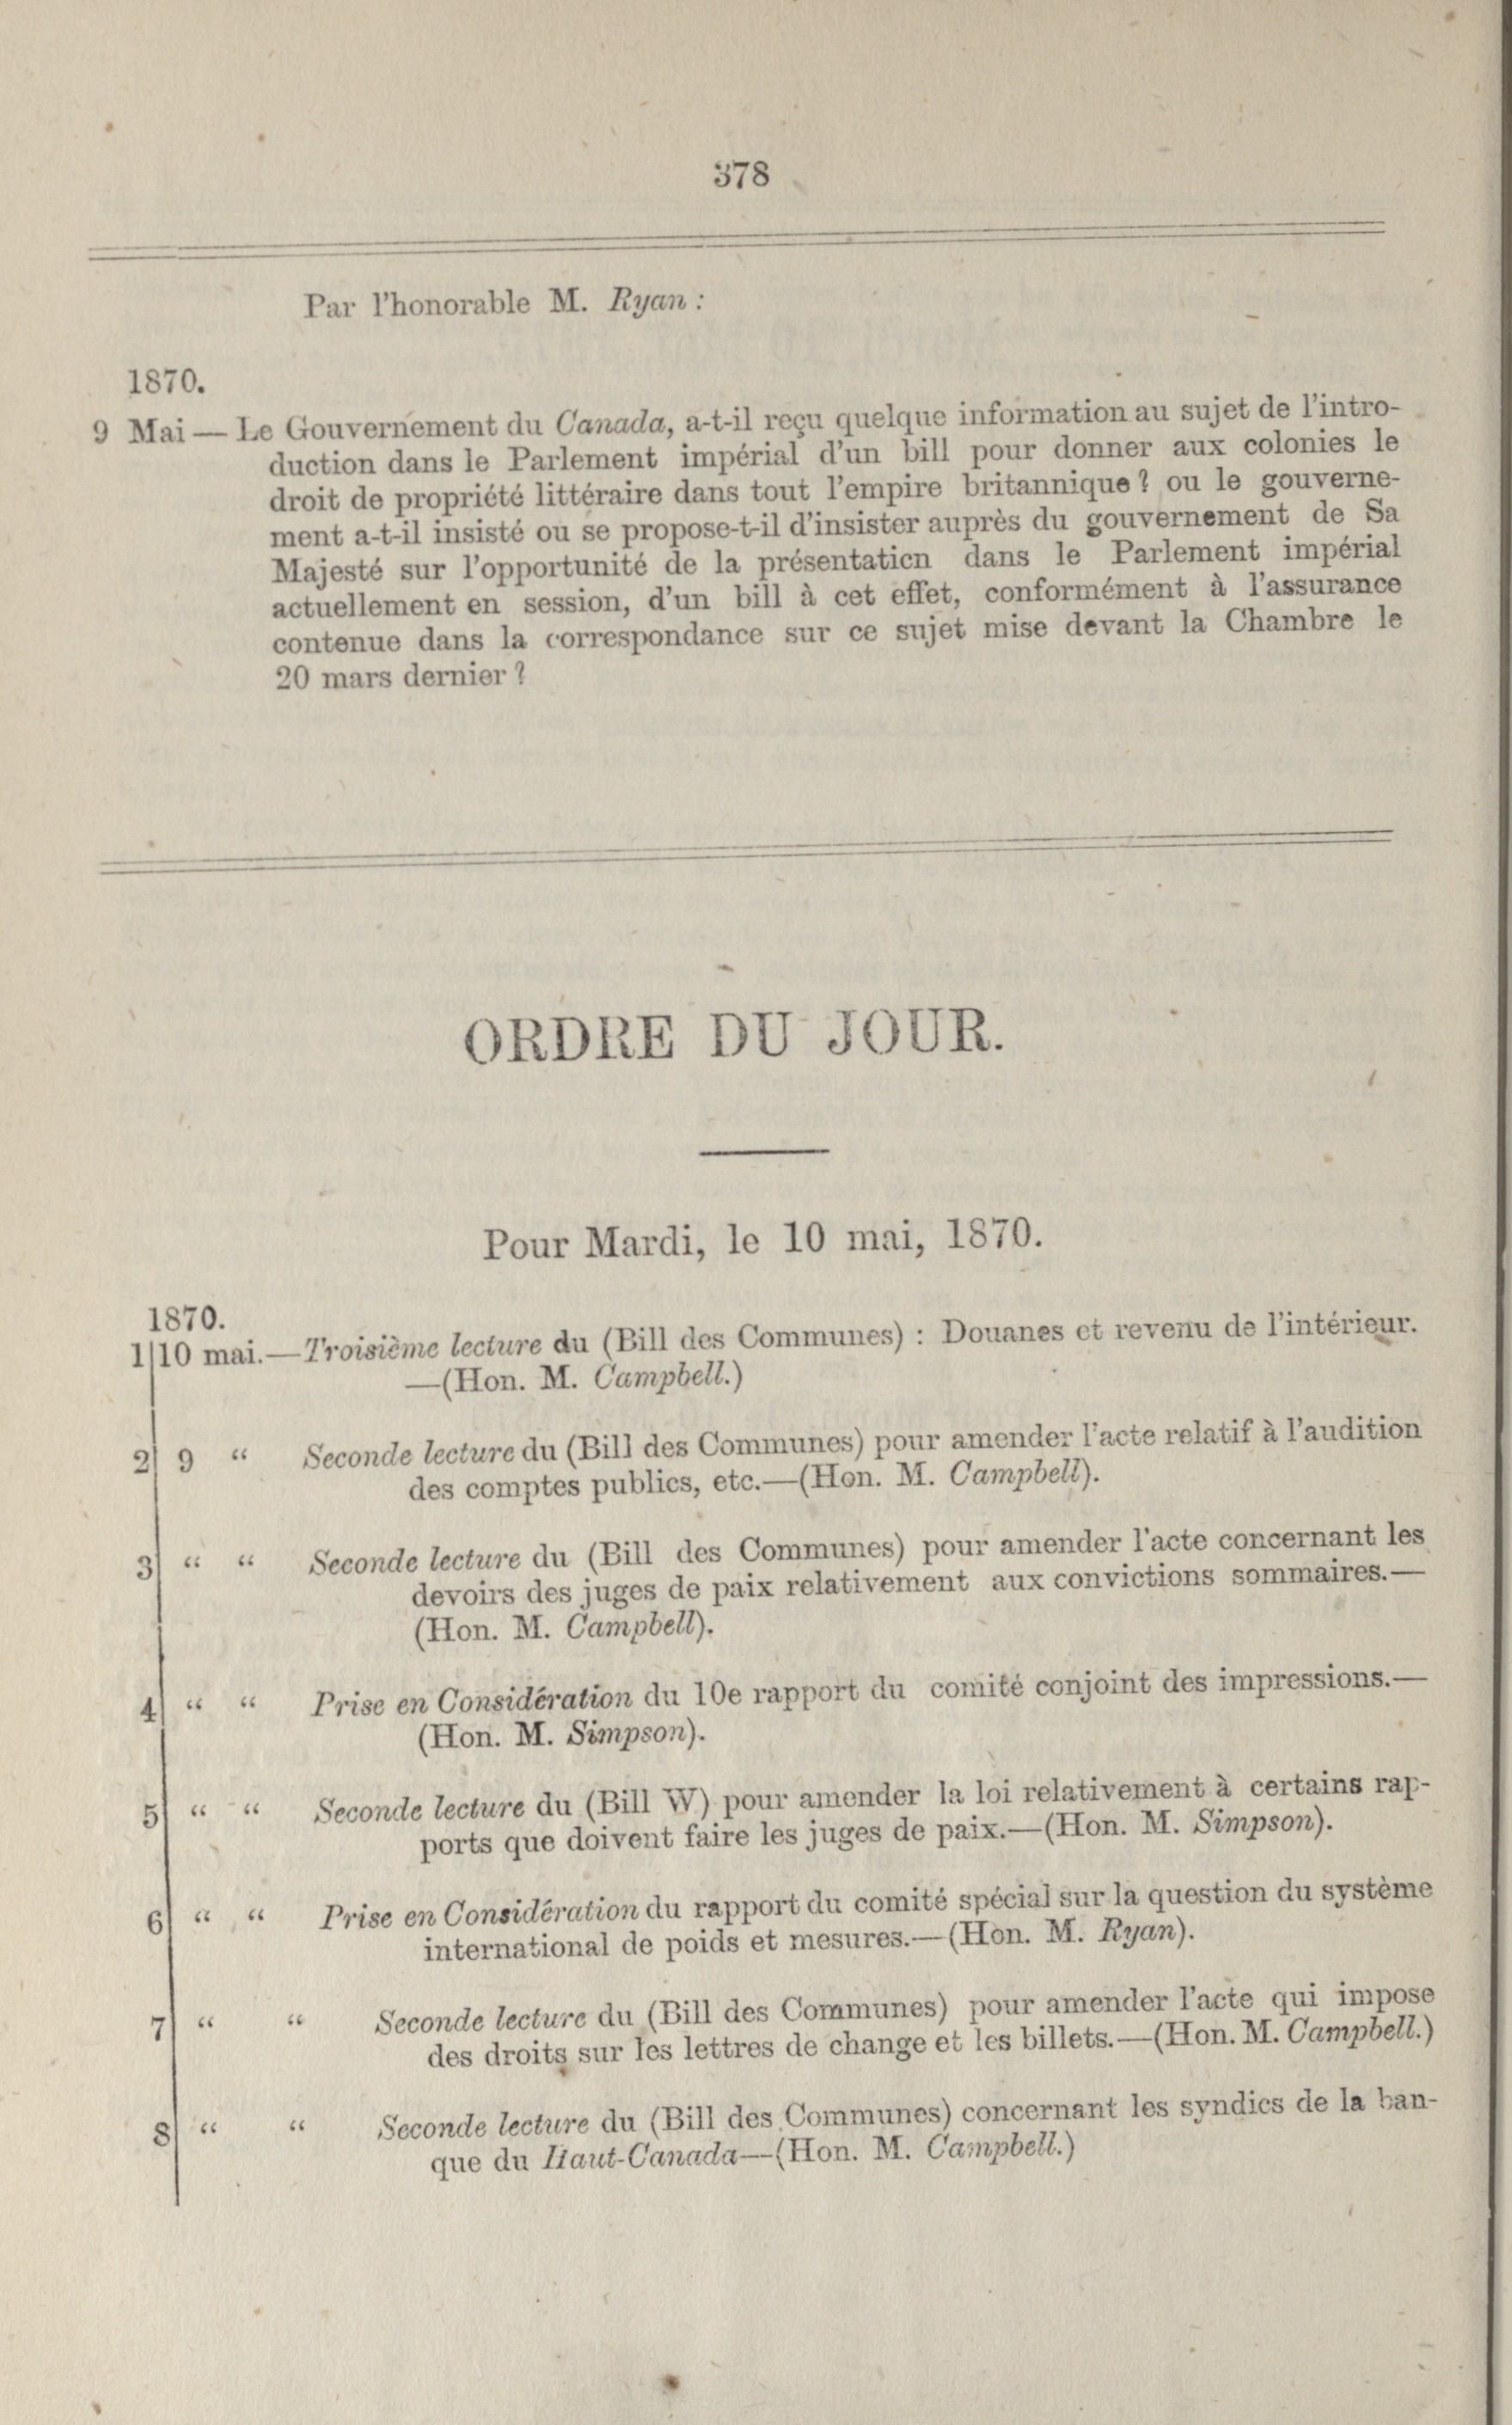 378
Par l'honorable M. Ryan :
1870.
9 Mai — Le Gouvernement du Canada, a-t-il reçu quelque information au sujet de l'intro-
duction dans le Parlement impérial d'un bill pour donner aux colonies le
droit de propriété littéraire dans tout l'empire britannique ? ou le gouverne-
ment a-t-il insisté ou se propose-t-il d'insister auprès du gouvernement de Sa
Majesté sur l'opportunité de la présentaticn dans le Parlement impérial
actuellement en session, d'un bill à cet effet, conformément à l'assurance
contenue dans la correspondance sur ce sujet mise devant la Chambre le
20 mars dernier ?
ORDRE DU JOUR.
Pour Mardi, le 10 mai, 1870.
1870.
1|10 mai.—Troisième lecture du (Bill des Communes) : Douanes et revenu de l'intérieur.
—(Hon. M. Campbell.)
2| 9 “ Seconde lecture du (Bill des Communes) pour amender l'acte relatif à l'audition
des comptes publics, etc.—(Hon. M. Campbell).
3| “ “ Seconde lecture du (Bill des Communes) pour amender l'acte concernant les
devoirs des juges de paix relativement aux convictions sommaires.—
(Hon. M. Campbell).
4| “ “ Prise en Considération du 10e rapport du comité conjoint des impressions.—
(Hon. M. Simpson).
5| “ “ Seconde lecture du (Bill W) pour amender la loi relativement à certains rap-
ports que doivent faire les juges de paix.—(Hon. M. Simpson).
6| “ “ Prise en Considération du rapport du comité spécial sur la question du système
international de poids et mesures.—(Hon. M. Ryan).
7| “ “ Seconde lecture du (Bill des Communes) pour amender l'acte qui impose
des droits sur les lettres de change et les billets.—(Hon. M. Campbell.)
8| “ “ Seconde lecture du (Bill des Communes) concernant les syndics de la ban-
que du Haut-Canada—(Hon. M. Campbell.)